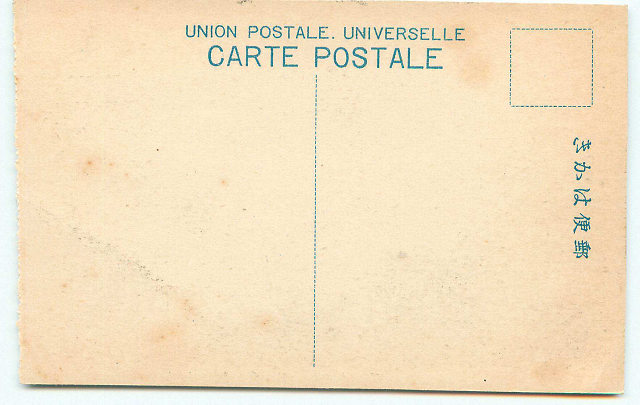 UNION POSTALE. UNIVERSELLE
CARTE POSTALE
郵便はかき